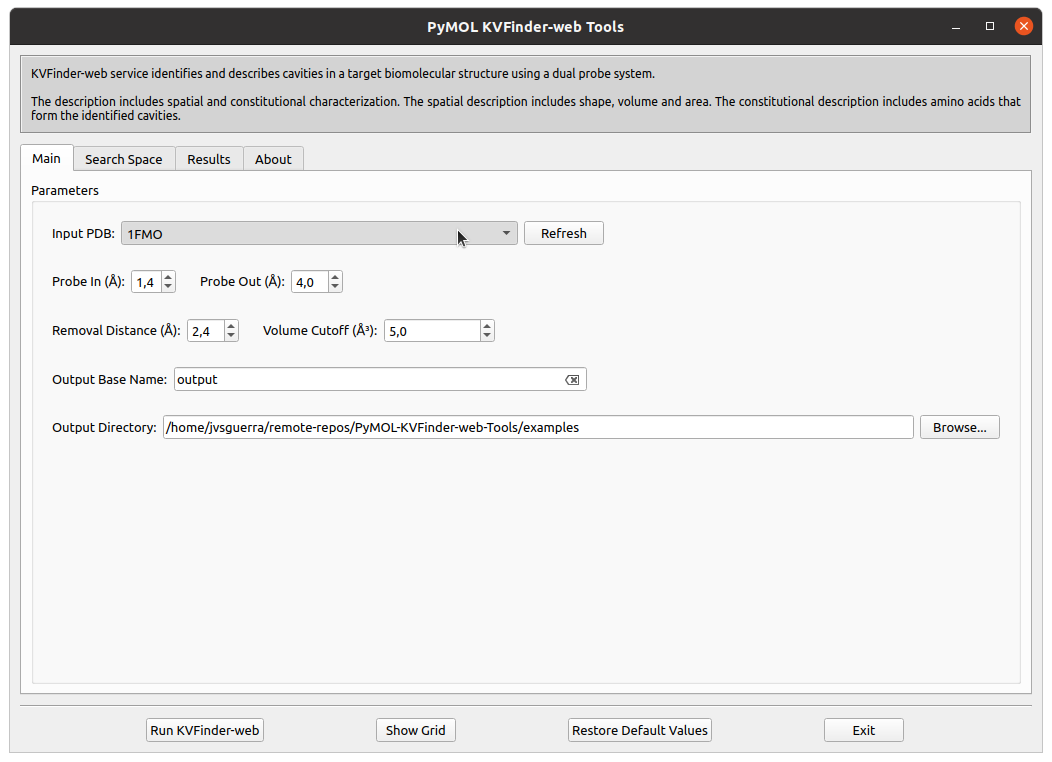 PyMOL KVFinder-web Tools
KVFinder-web service identifies and describes cavities in a target biomolecular structure using a dual probe system.
The description includes spatial and constitutional characterization. The spatial description includes shape, volume and area. The constitutional description includes amino acids that
form the identified cavities.
Main Search Space Results About
Parameters
Input PDB: 1FMO Refresh
Probe In (Å): 1,4 Probe Out (Å): 4,0
Removal Distance (Å): 2,4 Volume Cutoff (Å³): 5,0
Output Base Name: output
Output Directory: /home/jvsguerra/remote-repos/PyMOL-KVFinder-web-Tools/examples Browse...
Run KVFinder-web Show Grid Restore Default Values Exit